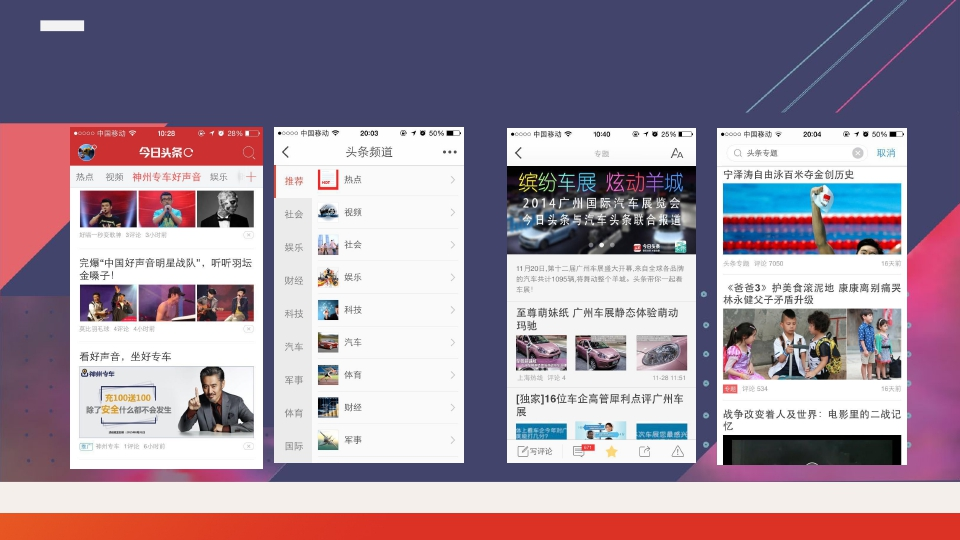 中国移动
10:28
28%
今日头条
热点 视频 神州专车好声音 娱乐
3评论 3小时前
完爆“中国好声音明星战队”，听听羽坛
金嗓子！
莫比羽毛球 4评论 4小时前
看好声音，坐好专车
神州专车
充100送100
除了安全什么都不会发生
推广 神州专车 1评论 6小时前
中国移动
20:03
50%
头条频道
推荐
社会
娱乐
财经
科技
汽车
军事
体育
国际
HOT
热点
视频
社会
娱乐
科技
汽车
体育
财经
军事
中国移动
10:40
25%
专题
AA
缤纷车展 炫动羊城
2014广州国际汽车展览会
今日头条与汽车头条联合报道
今日头条
11月20日,第十二届广州车展盛大开幕,来自全球各品牌
的汽车共计1095辆,将轰动整个羊城。头条带你一起看
车展！
至尊萌妹纸 广州车展静态体验萌动
玛驰
上海热线 评论 4
11-28 11:51
[独家]16位车企高管犀利点评广州车
展
写评论
中国移动
20:04
50%
头条专题
取消
宁泽涛自由泳百米夺金创历史
头条专题 评论 7050
16天前
《爸爸3》护美食滚泥地 康康离别痛哭
林永健父子矛盾升级
专题 评论 534
16天前
战争改变着人及世界：电影里的二战记
忆